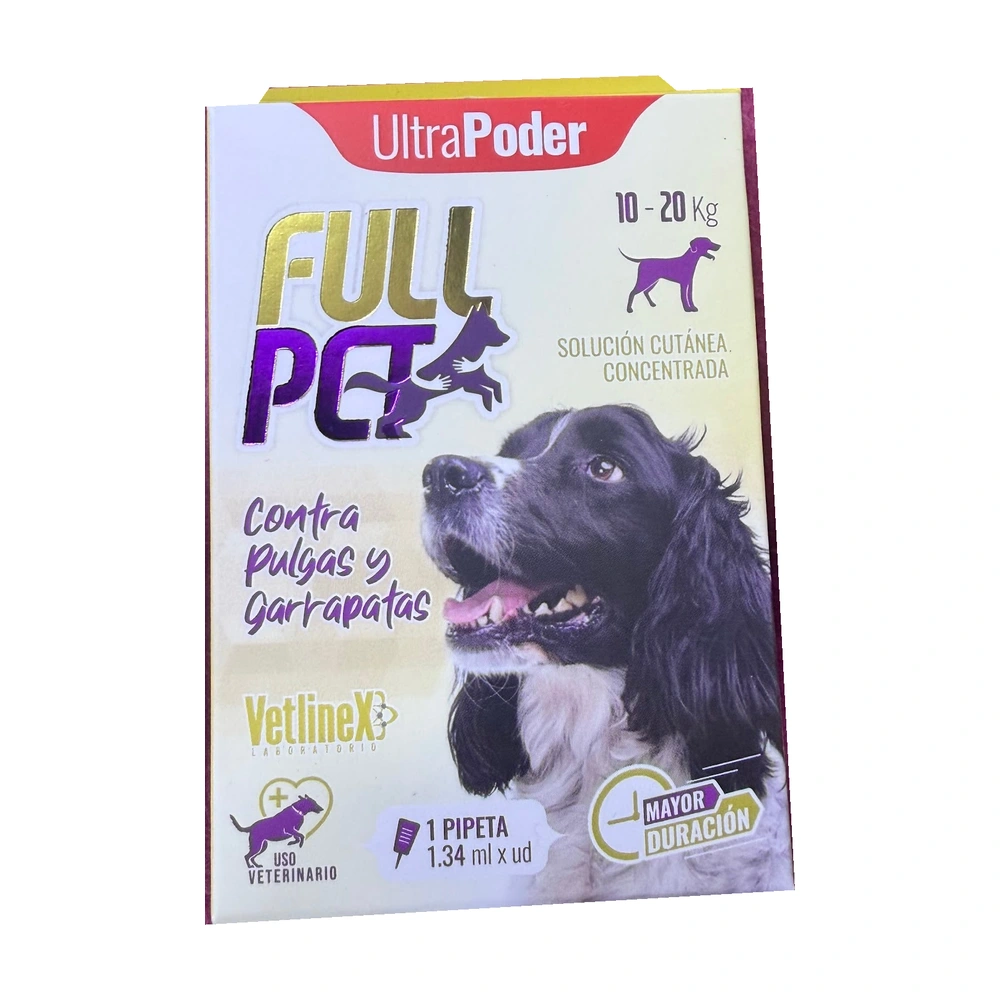 UltraPoder
FULL
PET
10 - 20 Kg
SOLUCIÓN CUTÁNEA.
CONCENTRADA
Contra
Pulgas y
garrapatas
VetlineX
LABORATORIO
USO
VETERINARIO
1 PIPETA
1.34 ml x ud
MAYOR
DURACIÓN